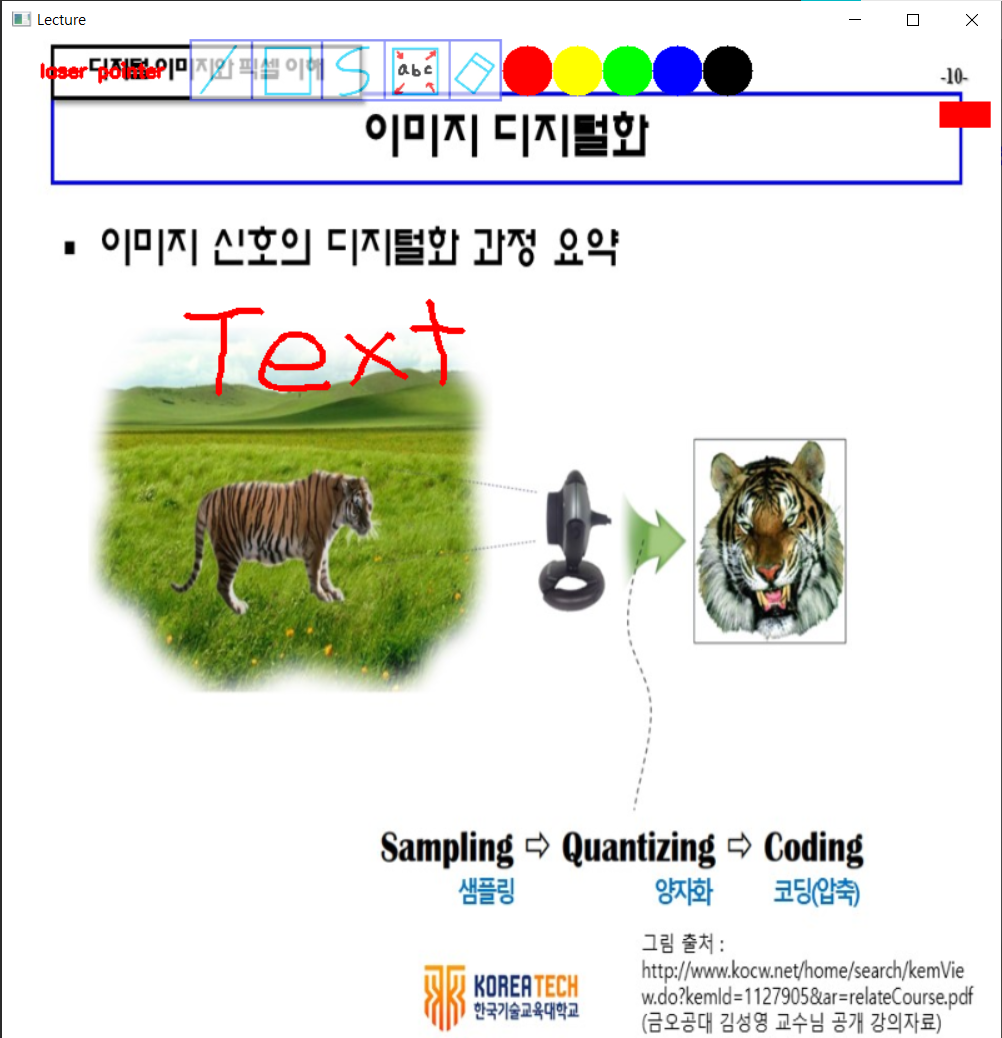 Lecture
loser pointer
디지털 이미지와 픽셀 이해
abc
-10-
이미지 디지털화
▪ 이미지 신호의 디지털화 과정 요약
Text
Sampling ⇨ Quantizing ⇨ Coding
샘플링 양자화 코딩(압축)
그림 출처 :
http://www.kocw.net/home/search/kemVie
w.do?kemId=1127905&ar=relateCourse.pdf
(금오공대 김성영 교수님 공개 강의자료)
KOREATECH
한국기술교육대학교